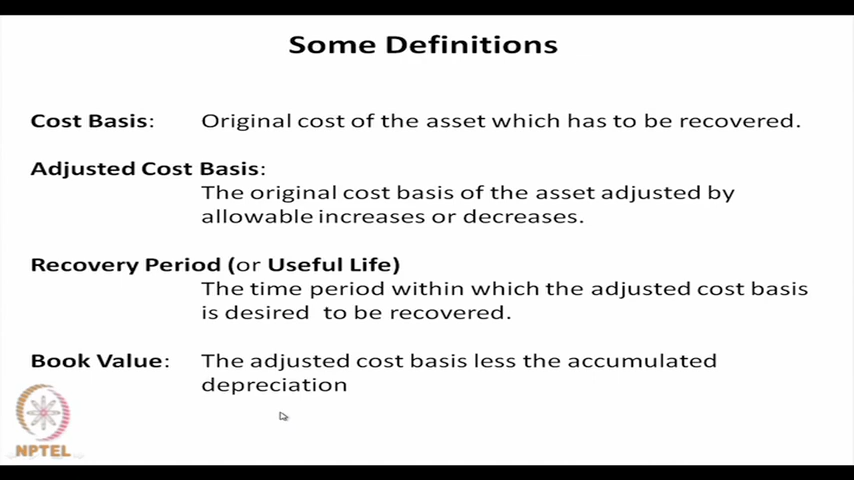 Some Definitions
Cost Basis: Original cost of the asset which has to be recovered.
Adjusted Cost Basis:
The original cost basis of the asset adjusted by
allowable increases or decreases.
Recovery Period (or Useful Life)
The time period within which the adjusted cost basis
is desired to be recovered.
Book Value: The adjusted cost basis less the accumulated
depreciation
NPTEL